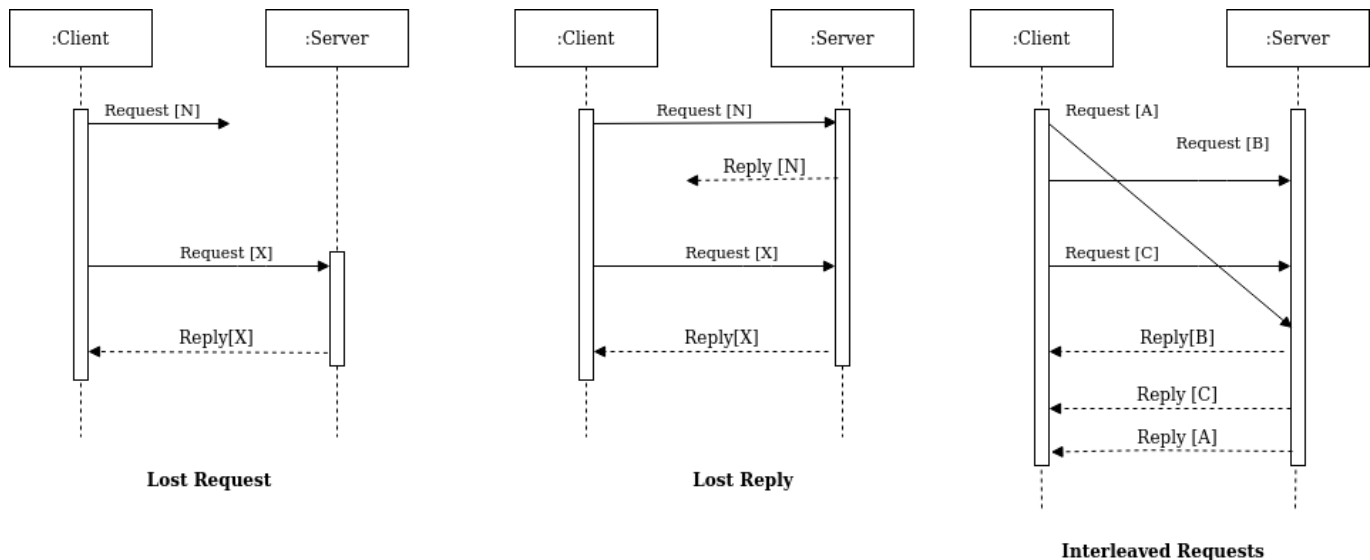 :Client
:Server
Request [N]
Request [X]
Reply[X]
Lost Request
:Client
:Server
Request [N]
Reply [N]
Request [X]
Reply[X]
Lost Reply
:Client
:Server
Request [A]
Request [B]
Request [C]
Reply[B]
Reply [C]
Reply [A]
Interleaved Requests